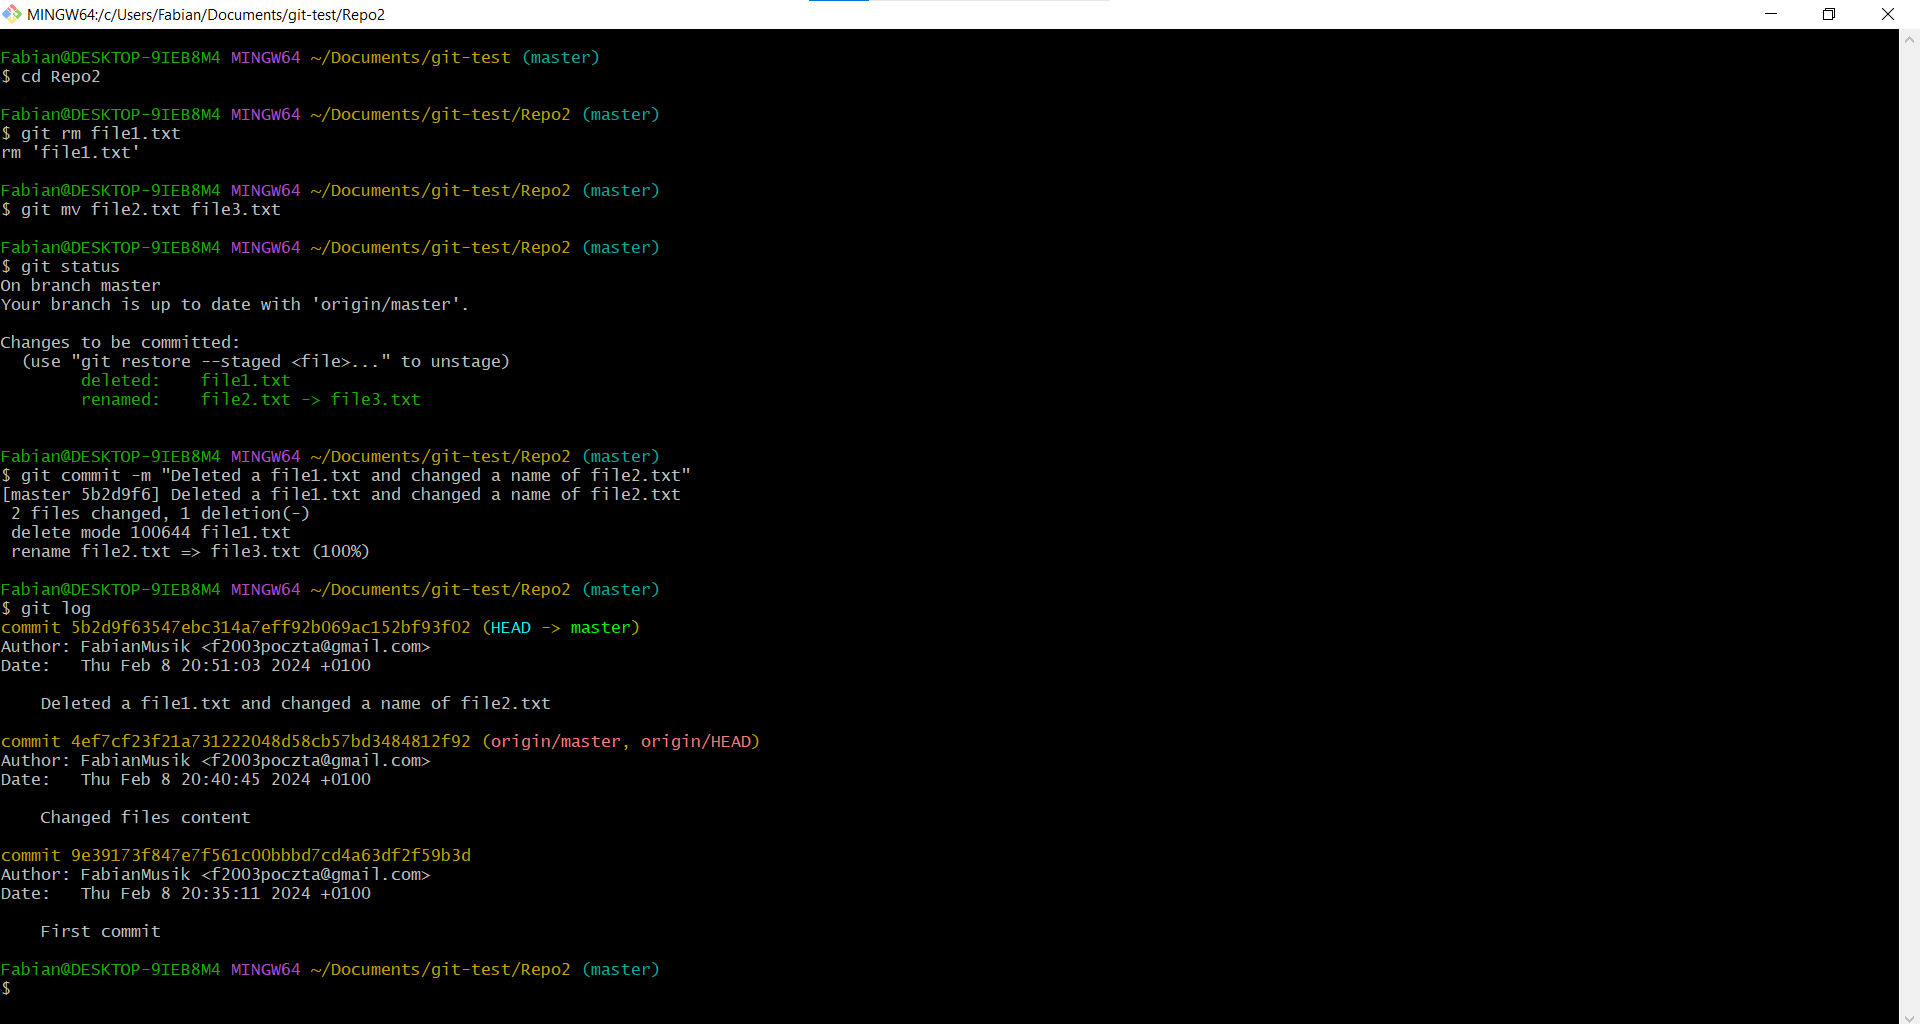 MINGW64:/c/Users/Fabian/Documents/git-test/Repo2
Fabian@DESKTOP-9IEB8M4 MINGW64 ~/Documents/git-test (master)
$ cd Repo2
Fabian@DESKTOP-9IEB8M4 MINGW64 ~/Documents/git-test/Repo2 (master)
$ git rm file1.txt
rm 'file1.txt'
Fabian@DESKTOP-9IEB8M4 MINGW64 ~/Documents/git-test/Repo2 (master)
$ git mv file2.txt file3.txt
Fabian@DESKTOP-9IEB8M4 MINGW64 ~/Documents/git-test/Repo2 (master)
$ git status
On branch master
Your branch is up to date with 'origin/master'.
Changes to be committed:
  (use "git restore --staged <file>..." to unstage)
        deleted:    file1.txt
        renamed:    file2.txt -> file3.txt
Fabian@DESKTOP-9IEB8M4 MINGW64 ~/Documents/git-test/Repo2 (master)
$ git commit -m "Deleted a file1.txt and changed a name of file2.txt"
[master 5b2d9f6] Deleted a file1.txt and changed a name of file2.txt
 2 files changed, 1 deletion(-)
 delete mode 100644 file1.txt
 rename file2.txt => file3.txt (100%)
Fabian@DESKTOP-9IEB8M4 MINGW64 ~/Documents/git-test/Repo2 (master)
$ git log
commit 5b2d9f63547ebc314a7eff92b069ac152bf93f02 (HEAD -> master)
Author: FabianMusik <f2003poczta@gmail.com>
Date:   Thu Feb 8 20:51:03 2024 +0100
    Deleted a file1.txt and changed a name of file2.txt
commit 4ef7cf23f21a731222048d58cb57bd3484812f92 (origin/master, origin/HEAD)
Author: FabianMusik <f2003poczta@gmail.com>
Date:   Thu Feb 8 20:40:45 2024 +0100
    Changed files content
commit 9e39173f847e7f561c00bbbd7cd4a63df2f59b3d
Author: FabianMusik <f2003poczta@gmail.com>
Date:   Thu Feb 8 20:35:11 2024 +0100
    First commit
Fabian@DESKTOP-9IEB8M4 MINGW64 ~/Documents/git-test/Repo2 (master)
$